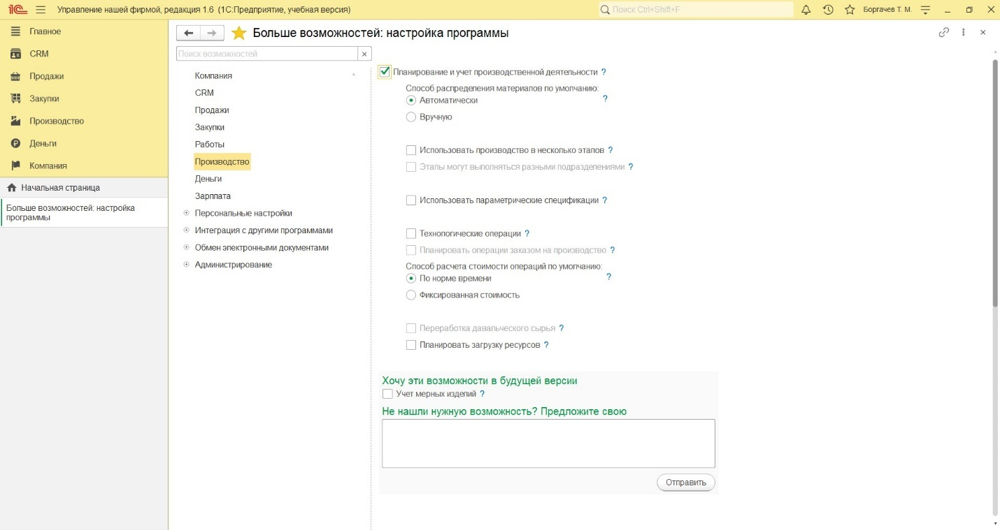 1С Управление нашей фирмой, редакция 1.6 (1С:Предприятие, учебная версия)
Поиск Ctrl+Shift+F
Боргачев Т. М.
Главное
CRM
Продажи
Закупки
Производство
Деньги
Компания
Начальная страница
Больше возможностей: настройка
программы
Больше возможностей: настройка программы
Поиск возможностей
Компания
CRM
Продажи
Закупки
Работы
Производство
Деньги
Зарплата
Персональные настройки
Интеграция с другими программами
Обмен электронными документами
Администрирование
Планирование и учет производственной деятельности ?
Способ распределения материалов по умолчанию:
Автоматически ?
Вручную
Использовать производство в несколько этапов ?
Этапы могут выполняться разными подразделениями ?
Использовать параметрические спецификации ?
Технологические операции ?
Планировать операции заказом на производство ?
Способ расчета стоимости операций по умолчанию:
По норме времени ?
Фиксированная стоимость
Переработка давальческого сырья ?
Планировать загрузку ресурсов ?
Хочу эти возможности в будущей версии
Учет мерных изделий ?
Не нашли нужную возможность? Предложите свою
Отправить